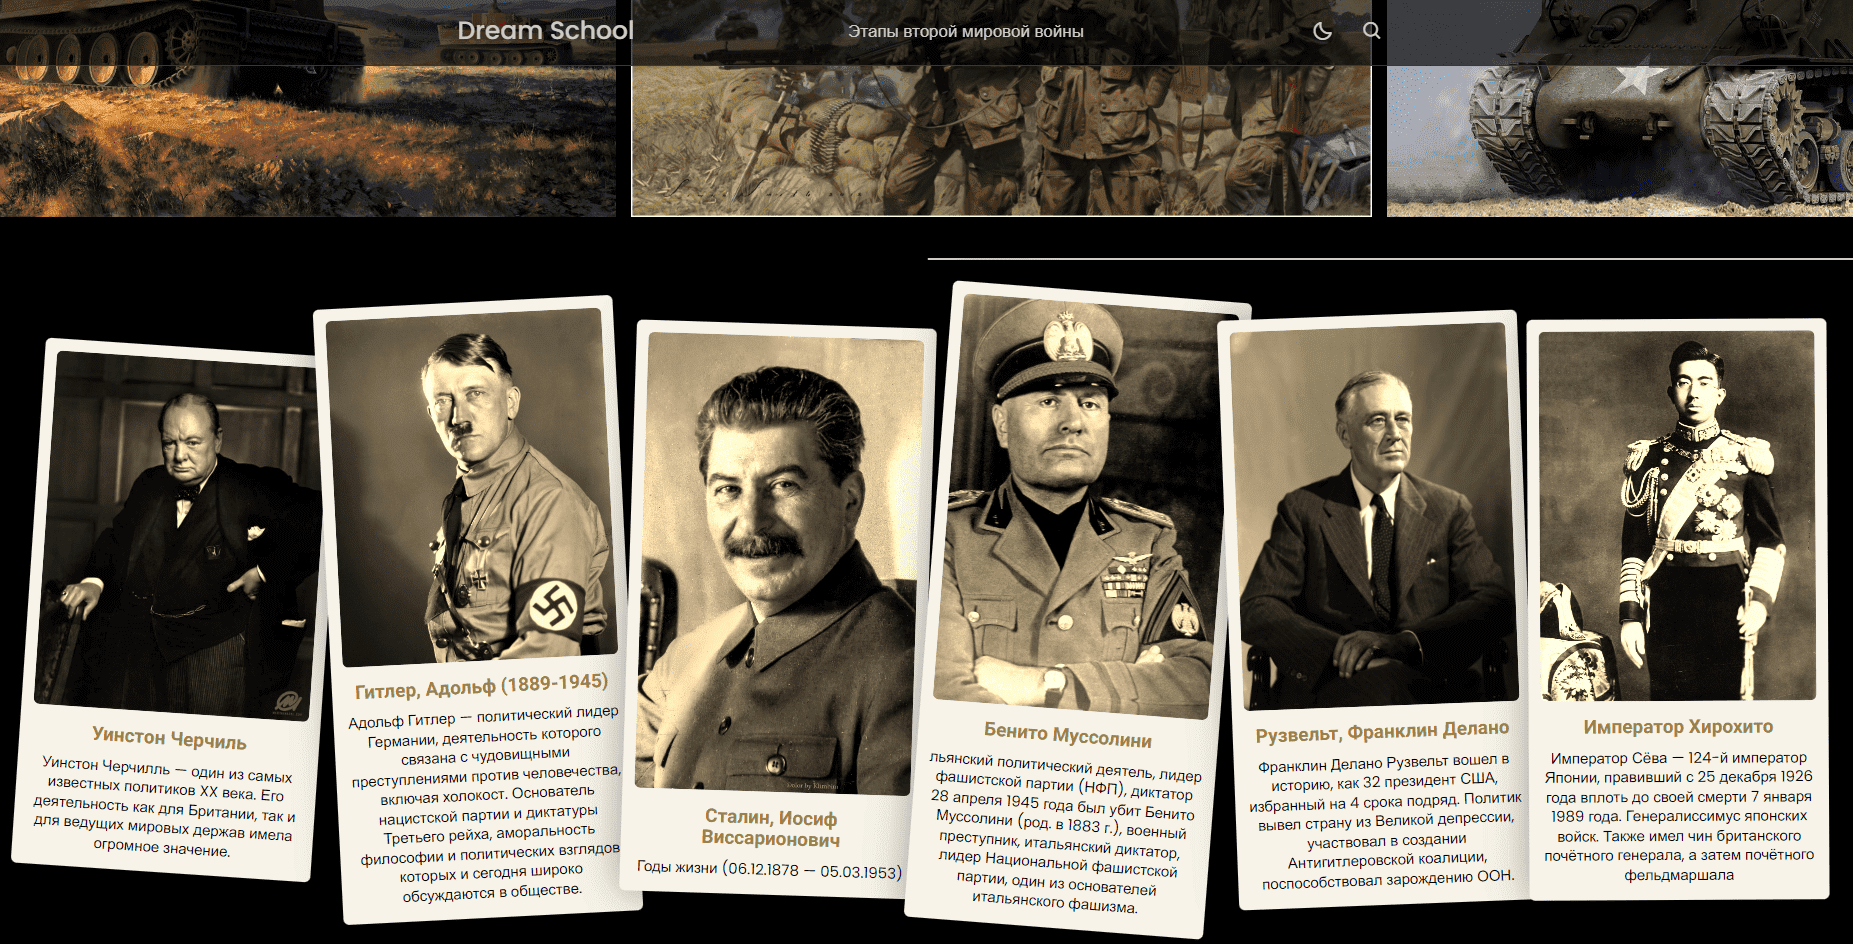 Dream School
Этапы второй мировой войны
Уинстон Черчиль
Уинстон Черчилль — один из самых
известных политиков XX века. Его
деятельность как для Британии, так и
для ведущих мировых держав имела
огромное значение.
Гитлер, Адольф (1889-1945)
Адольф Гитлер — политический лидер
Германии, деятельность которого
связана с чудовищными
преступлениями против человечества,
включая холокост. Основатель
нацистской партии и диктатуры
Третьего рейха, аморальность
философии и политических взглядов
которых и сегодня широко
обсуждаются в обществе.
Сталин, Иосиф
Виссарионович
Годы жизни (06.12.1878 — 05.03.1953)
Бенито Муссолини
льянский политический деятель, лидер
фашистской партии (НФП), диктатор
28 апреля 1945 года был убит Бенито
Муссолини (род. в 1883 г.), военный
преступник, итальянский диктатор,
лидер Национальной фашистской
партии, один из основателей
итальянского фашизма.
Рузвельт, Франклин Делано
Франклин Делано Рузвельт вошел в
историю, как 32 президент США,
избранный на 4 срока подряд. Политик
вывел страну из Великой депрессии,
участвовал в создании
Антигитлеровской коалиции,
поспособствовал зарождению ООН.
Император Хирохито
Император Сёва — 124-й император
Японии, правивший с 25 декабря 1926
года вплоть до своей смерти 7 января
1989 года. Генералиссимус японских
войск. Также имел чин британского
почётного генерала, а затем почётного
фельдмаршала